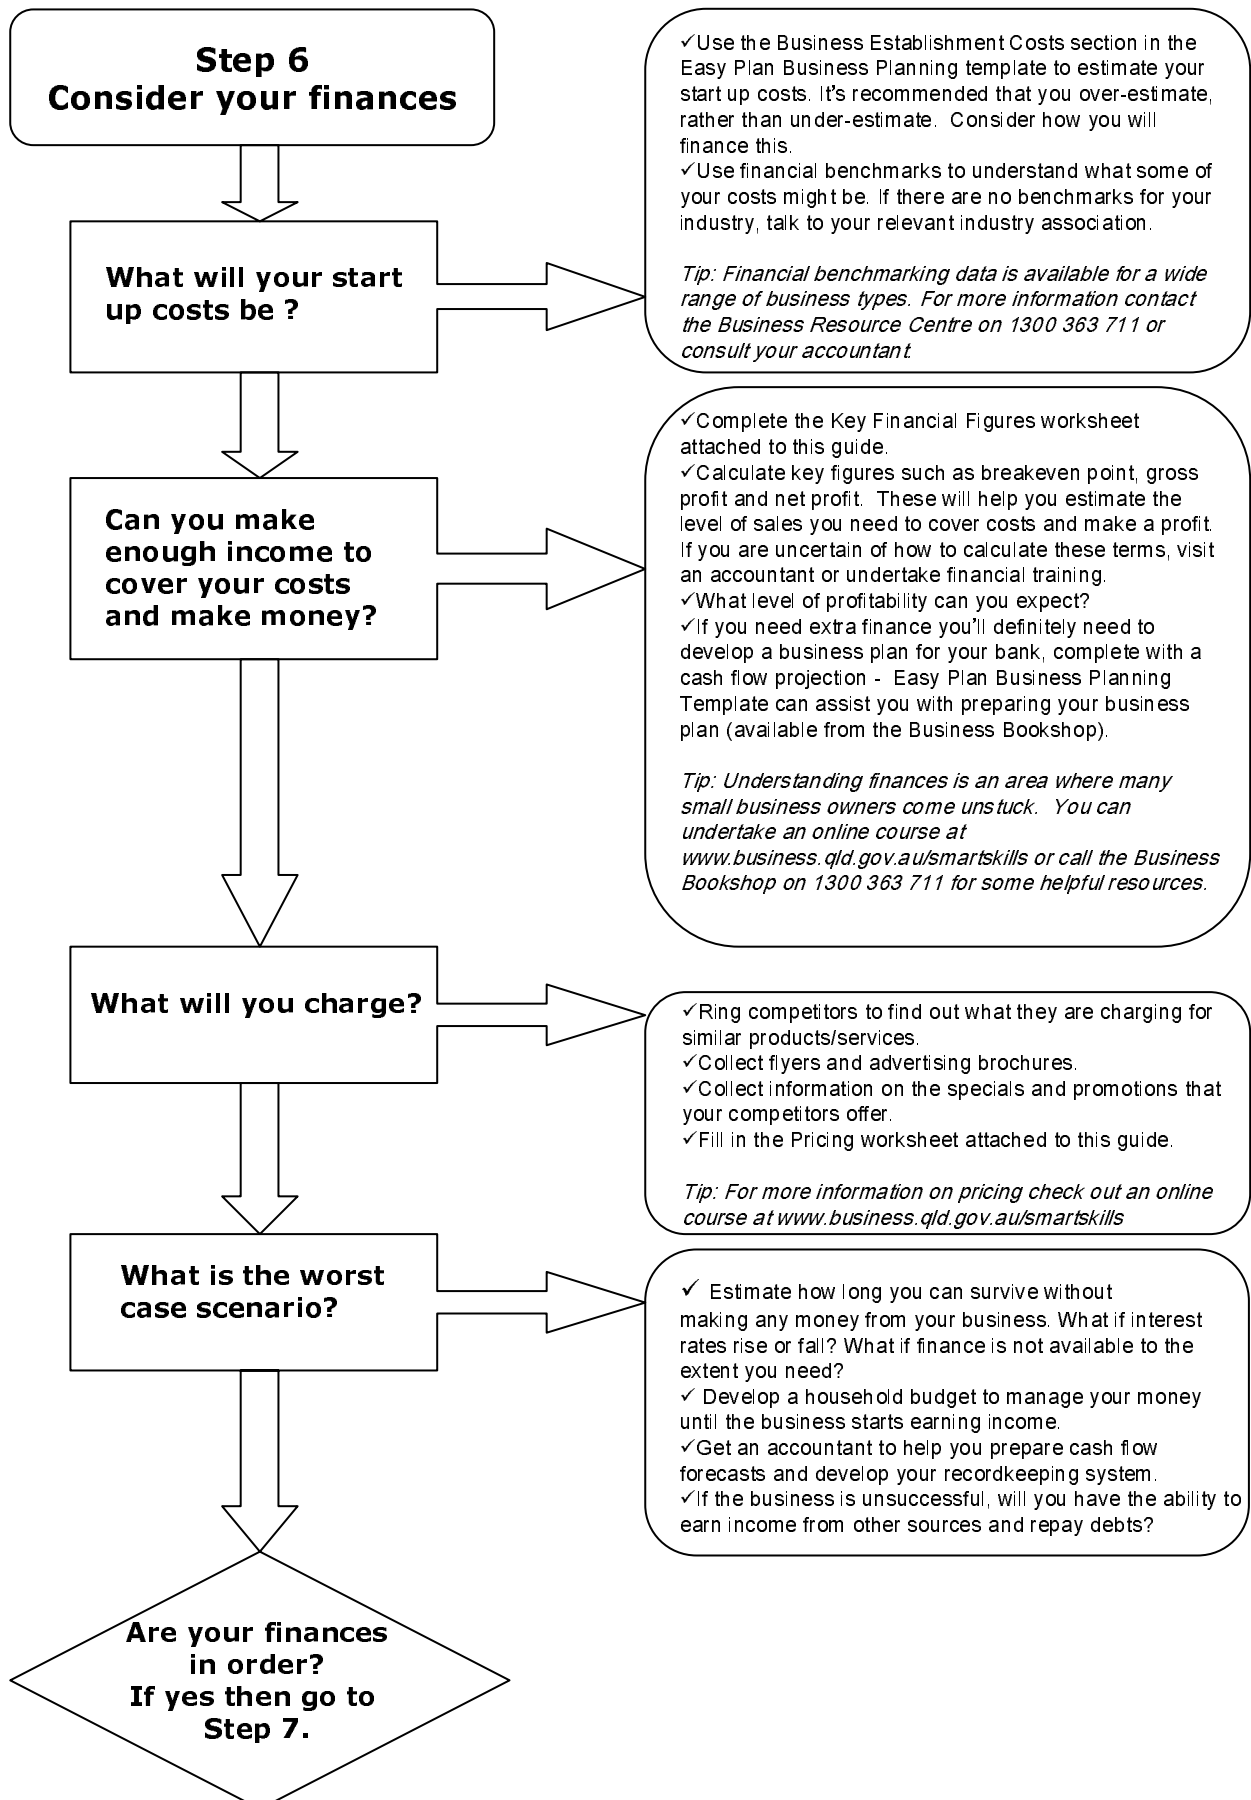 Step 6
Consider your finances
✓Use the Business Establishment Costs section in the
Easy Plan Business Planning template to estimate your
start up costs. It's recommended that you over-estimate,
rather than under-estimate.  Consider how you will
finance this.
✓Use financial benchmarks to understand what some of
your costs might be. If there are no benchmarks for your
industry, talk to your relevant industry association.
Tip: Financial benchmarking data is available for a wide
range of business types. For more information contact
the Business Resource Centre on 1300 363 711 or
consult your accountant.
What will your start
up costs be ?
✓Complete the Key Financial Figures worksheet
attached to this guide.
✓Calculate key figures such as breakeven point, gross
profit and net profit.  These will help you estimate the
level of sales you need to cover costs and make a profit.
If you are uncertain of how to calculate these terms, visit
an accountant or undertake financial training.
✓What level of profitability can you expect?
✓If you need extra finance you'll definitely need to
develop a business plan for your bank, complete with a
cash flow projection -  Easy Plan Business Planning
Template can assist you with preparing your business
plan (available from the Business Bookshop).
Tip: Understanding finances is an area where many
small business owners come unstuck.  You can
undertake an online course at
www.business.qld.gov.au/smartskills or call the Business
Bookshop on 1300 363 711 for some helpful resources.
Can you make
enough income to
cover your costs
and make money?
What will you charge?
✓Ring competitors to find out what they are charging for
similar products/services.
✓Collect flyers and advertising brochures.
✓Collect information on the specials and promotions that
your competitors offer.
✓Fill in the Pricing worksheet attached to this guide.
Tip: For more information on pricing check out an online
course at www.business.qld.gov.au/smartskills
What is the worst
case scenario?
✓ Estimate how long you can survive without
making any money from your business. What if interest
rates rise or fall? What if finance is not available to the
extent you need?
✓ Develop a household budget to manage your money
until the business starts earning income.
✓Get an accountant to help you prepare cash flow
forecasts and develop your recordkeeping system.
✓If the business is unsuccessful, will you have the ability to
earn income from other sources and repay debts?
Are your finances
in order?
If yes then go to
Step 7.